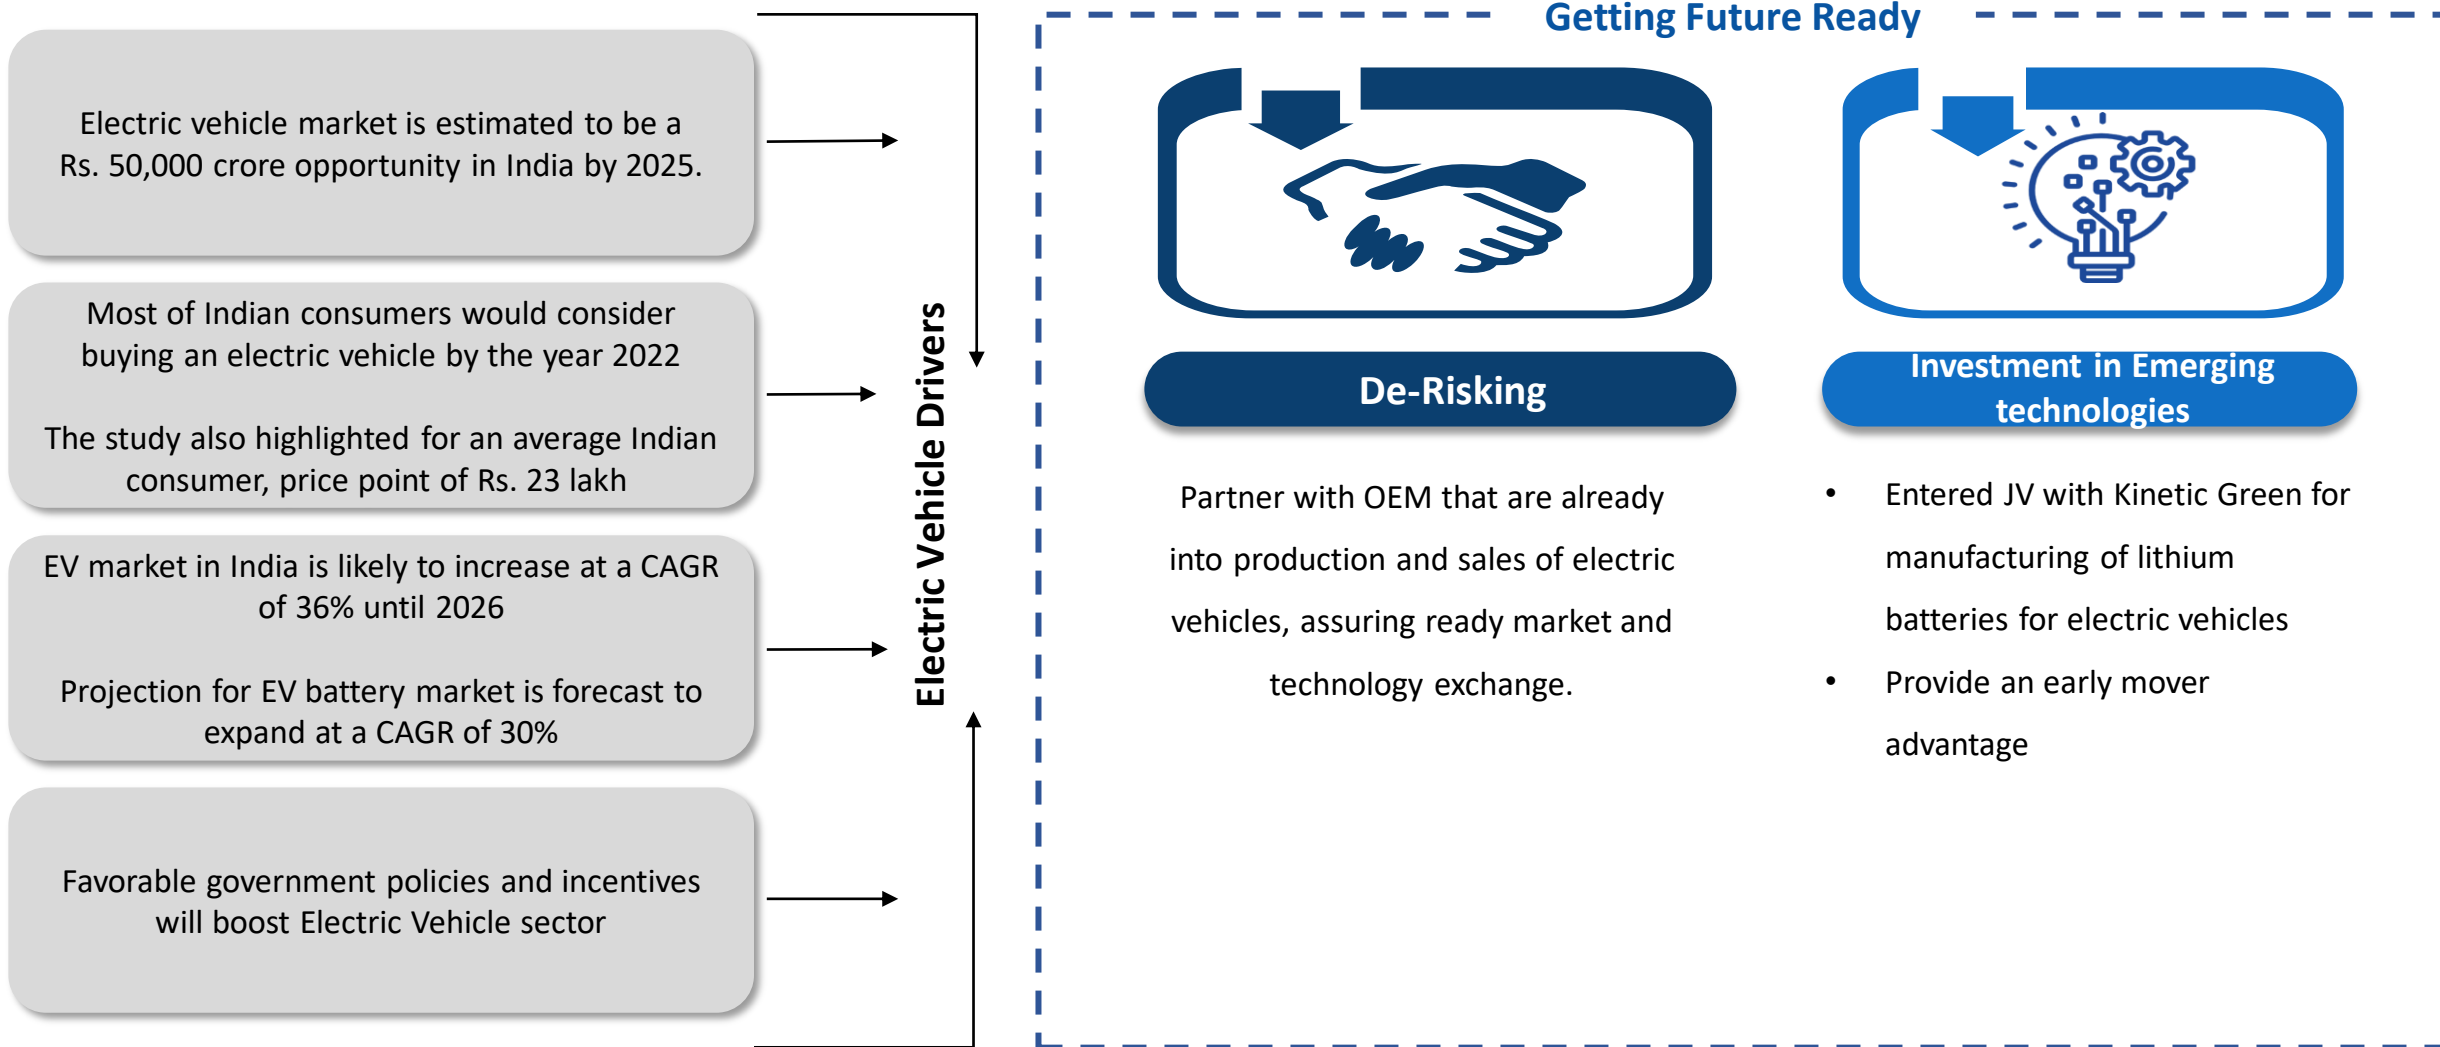 Electric vehicle market is estimated to be a
Rs. 50,000 crore opportunity in India by 2025.
Most of Indian consumers would consider
buying an electric vehicle by the year 2022
The study also highlighted for an average Indian
consumer, price point of Rs. 23 lakh
EV market in India is likely to increase at a CAGR
of 36% until 2026
Projection for EV battery market is forecast to
expand at a CAGR of 30%
Favorable government policies and incentives
will boost Electric Vehicle sector
Electric Vehicle Drivers
Getting Future Ready
De-Risking
Partner with OEM that are already
into production and sales of electric
vehicles, assuring ready market and
technology exchange.
Investment in Emerging
technologies
• Entered JV with Kinetic Green for
manufacturing of lithium
batteries for electric vehicles
• Provide an early mover
advantage